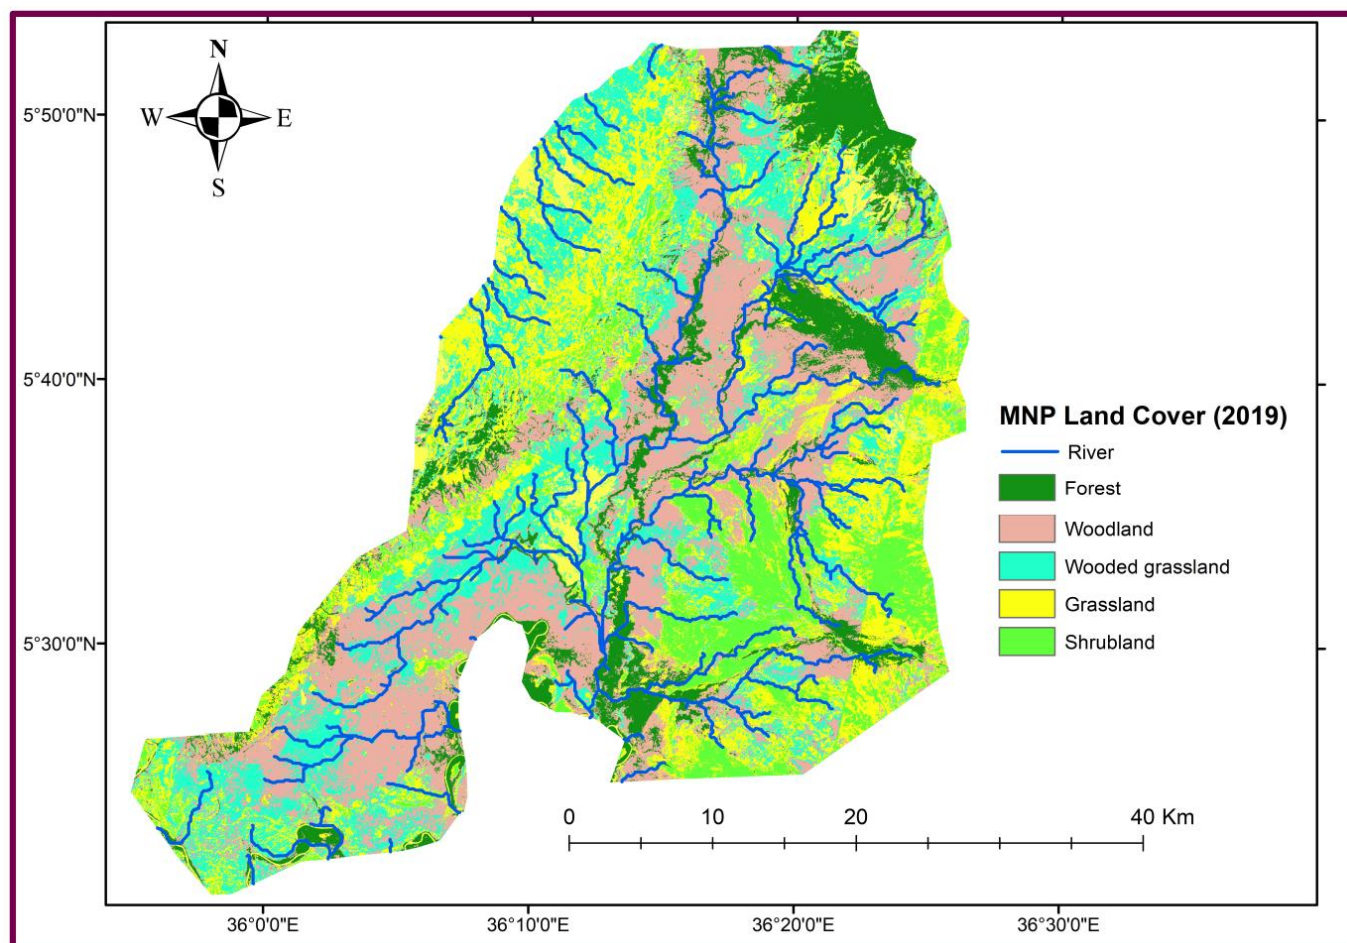 N
W E
S
5°50'0"N
5°40'0"N
5°30'0"N
MNP Land Cover (2019)
River
Forest
Woodland
Wooded grassland
Grassland
Shrubland
0 10 20 40 Km
36°0'0"E 36°10'0"E 36°20'0"E 36°30'0"E